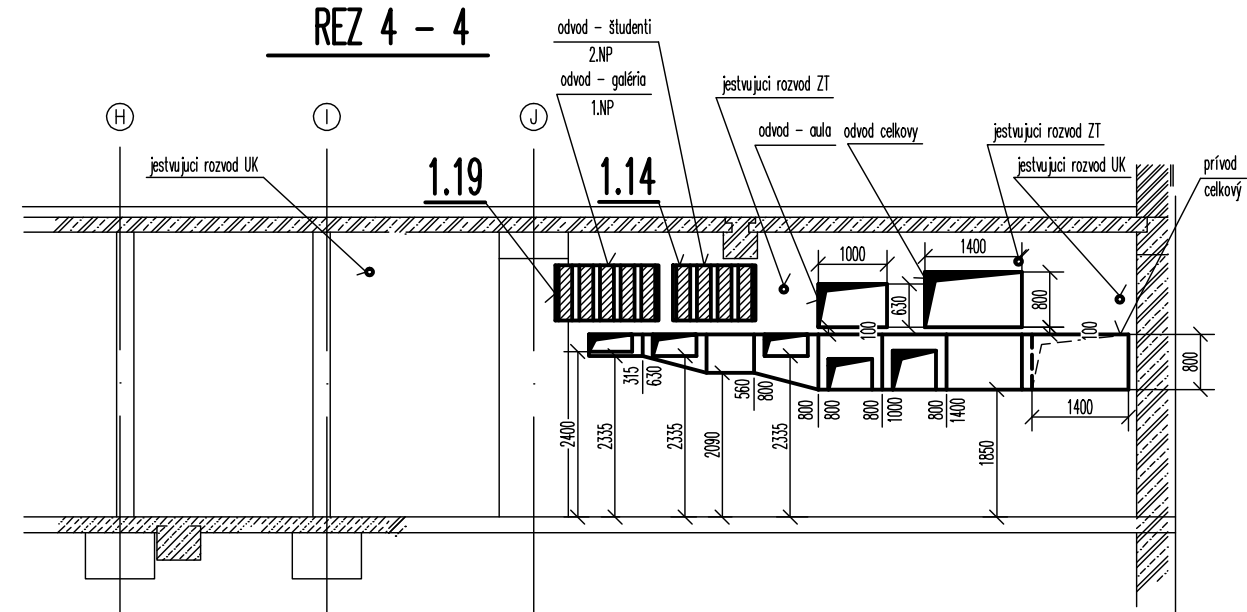 REZ 4 - 4
odvod - študenti
2.NP
odvod - galéria
1.NP
jestvujuci rozvod ZT
odvod - aula
odvod celkovy
jestvujuci rozvod ZT
jestvujuci rozvod UK
prívod
celkový
H
I
J
jestvujuci rozvod UK
1.19
1.14
1000
1400
630
800
100
100
800
1400
315
630
560
800
800
800
800
1000
800
1400
2400
2335
2335
2090
2335
1850